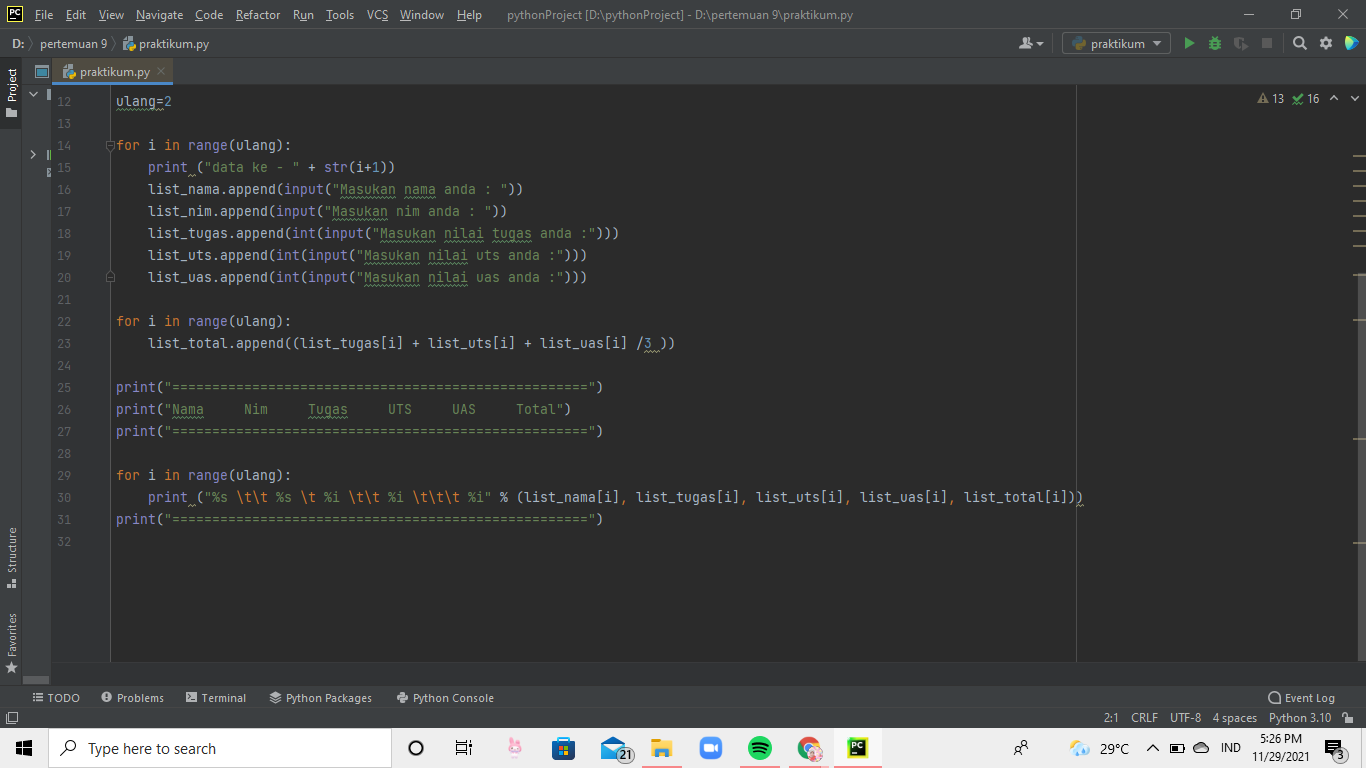 PC File Edit View Navigate Code Refactor Run Tools VCS Window Help pythonProject [D:\pythonProject] - D:\pertemuan 9\praktikum.py
D: pertemuan 9 praktikum.py praktikum
Project praktikum.py
13 16
12 ulang=2
13
14 for i in range(ulang):
15     print ("data ke - " + str(i+1))
16     list_nama.append(input("Masukan nama anda : "))
17     list_nim.append(input("Masukan nim anda : "))
18     list_tugas.append(int(input("Masukan nilai tugas anda :")))
19     list_uts.append(int(input("Masukan nilai uts anda :")))
20     list_uas.append(int(input("Masukan nilai uas anda :")))
21
22 for i in range(ulang):
23     list_total.append((list_tugas[i] + list_uts[i] + list_uas[i] /3 ))
24
25 print("====================================================")
26 print("Nama     Nim     Tugas     UTS     UAS     Total")
27 print("====================================================")
28
29 for i in range(ulang):
30     print ("%s \t\t %s \t %i \t\t %i \t\t\t %i" % (list_nama[i], list_tugas[i], list_uts[i], list_uas[i], list_total[i]))
31 print("====================================================")
32
Structure
Favorites
TODO Problems Terminal Python Packages Python Console Event Log
2:1 CRLF UTF-8 4 spaces Python 3.10
Type here to search 21 PC 29°C IND 5:26 PM
11/29/2021 3